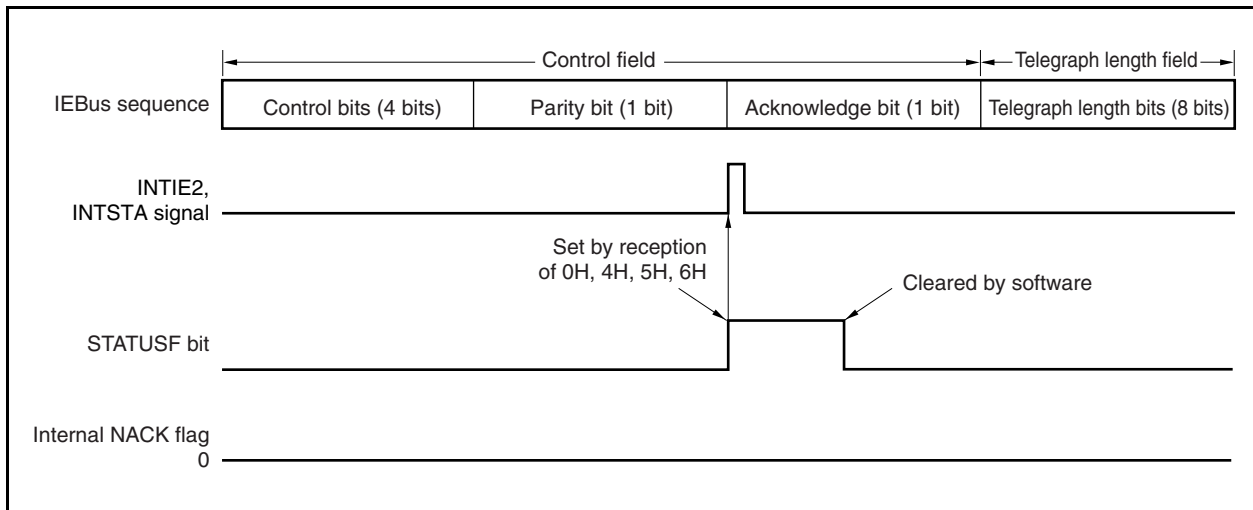 Control field
Telegraph length field
IEBus sequence
Control bits (4 bits)
Parity bit (1 bit)
Acknowledge bit (1 bit)
Telegraph length bits (8 bits)
INTIE2,
INTSTA signal
Set by reception
of 0H, 4H, 5H, 6H
Cleared by software
STATUSF bit
Internal NACK flag
0